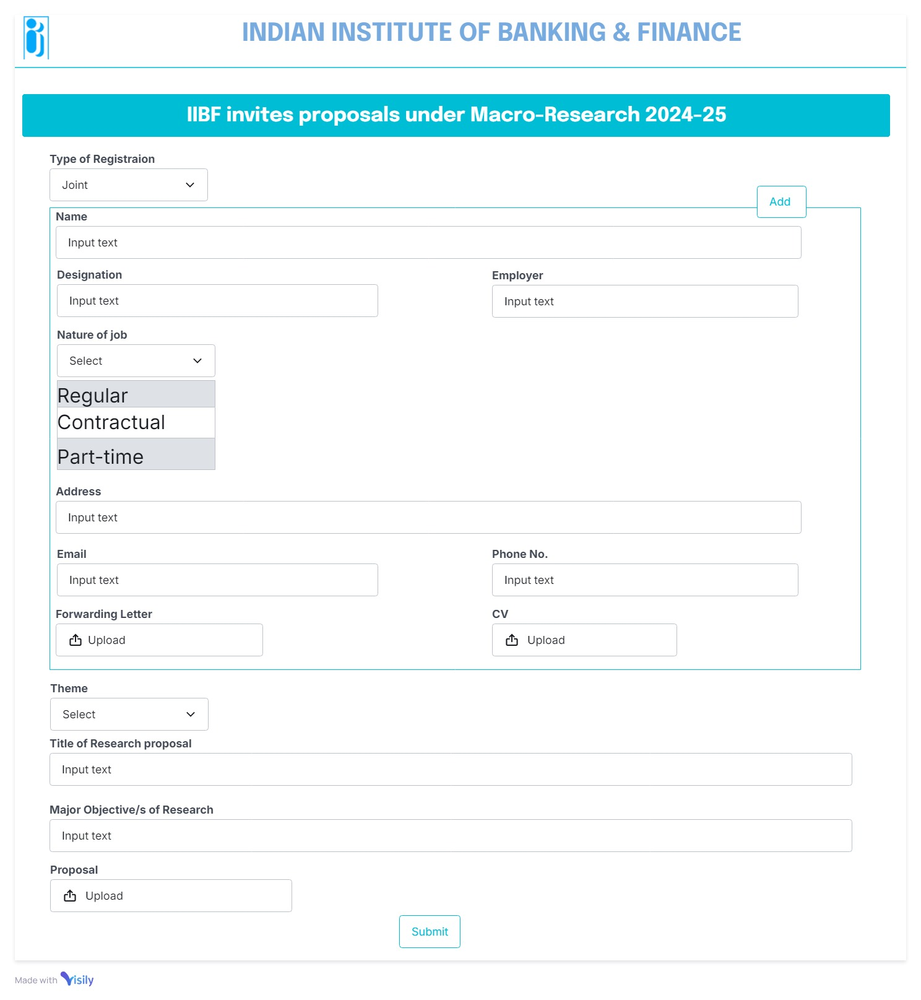 INDIAN INSTITUTE OF BANKING & FINANCE
IIBF invites proposals under Macro-Research 2024-25
Type of Registraion
Joint
Add
Name
Input text
Designation
Employer
Input text
Input text
Nature of job
Select
Regular
Contractual
Part-time
Address
Input text
Email
Phone No.
Input text
Input text
Forwarding Letter
CV
Upload
Upload
Theme
Select
Title of Research proposal
Input text
Major Objective/s of Research
Input text
Proposal
Upload
Submit
Made with Visily